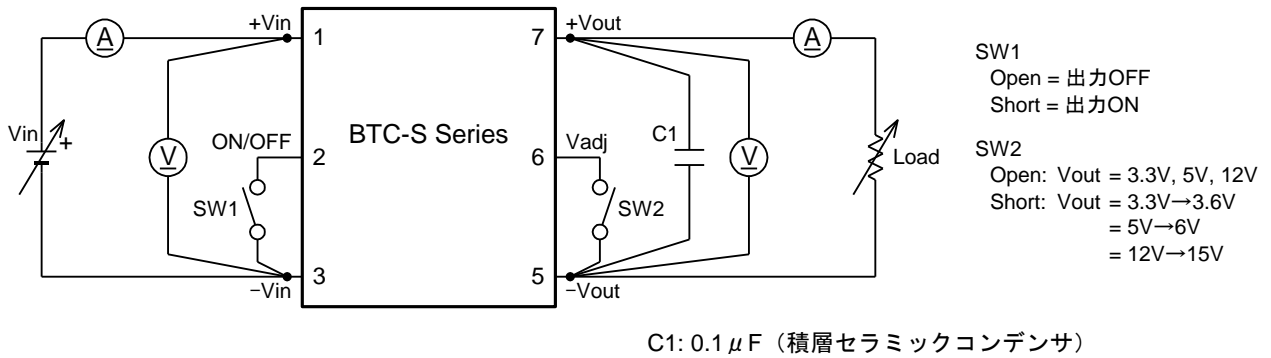 +Vin
A
1
BTC-S Series
7
+Vout
A
Vin
+
V
ON/OFF
2
6
Vadj
C1
V
Load
SW1
SW2
−Vin
3
5
−Vout
SW1
Open = 出力OFF
Short = 出力ON
SW2
Open: Vout = 3.3V, 5V, 12V
Short: Vout = 3.3V→3.6V
= 5V→6V
= 12V→15V
C1: 0.1μF（積層セラミックコンデンサ）